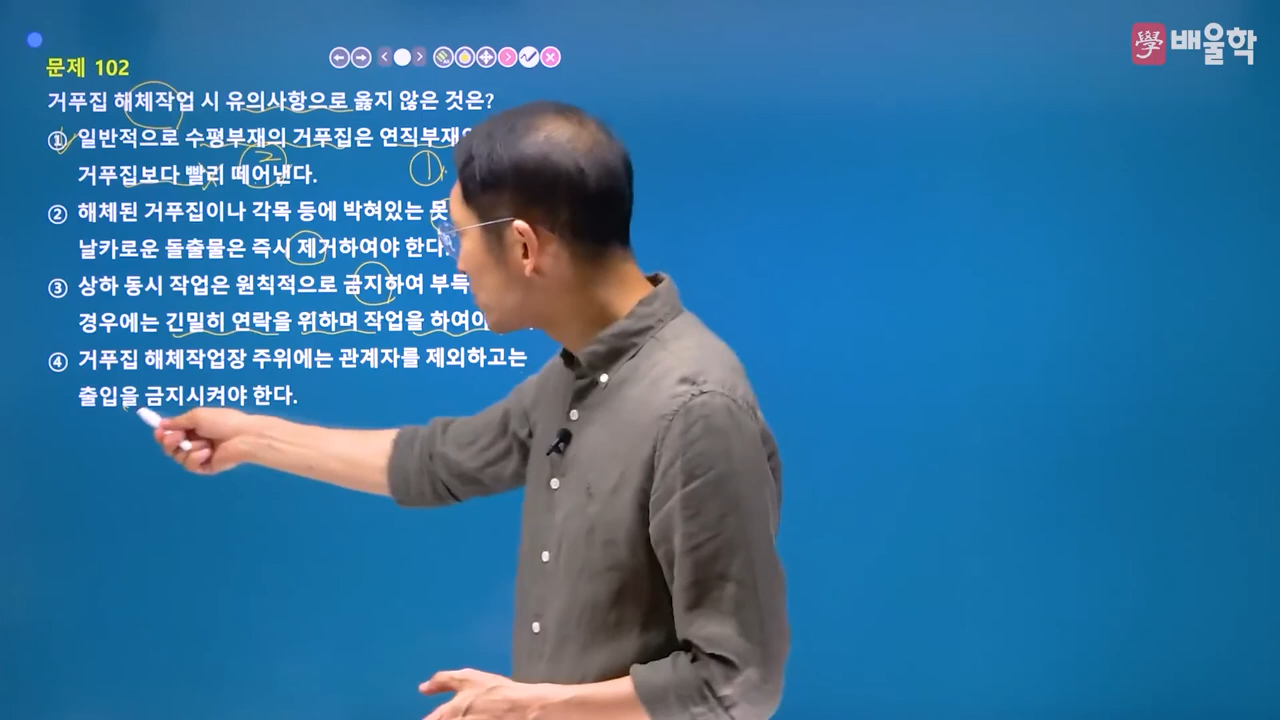 學 배울학
문제 102
거푸집 해체작업 시 유의사항으로 옳지 않은 것은?
① 일반적으로 수평부재의 거푸집은 연직부재의
거푸집보다 빨리 떼어낸다.
② 해체된 거푸집이나 각목 등에 박혀있는 못
날카로운 돌출물은 즉시 제거하여야 한다.
③ 상하 동시 작업은 원칙적으로 금지하여
경우에는 긴밀히 연락을 위하며 작업을 하여야
④ 거푸집 해체작업장 주위에는 관계자를 제외하고는
출입을 금지시켜야 한다.
2
①